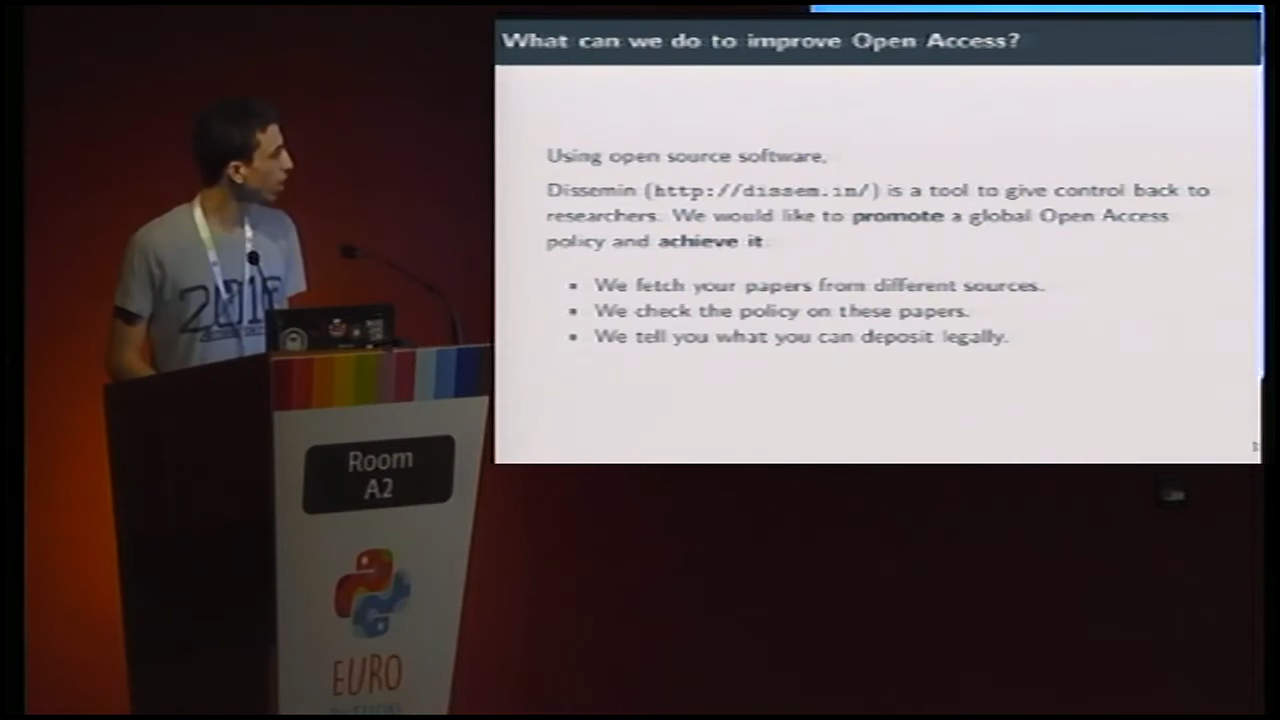 What can we do to improve Open Access?
Using open source software.
Dissemin (http://dissem.in/) is a tool to give control back to
researchers. We would like to promote a global Open Access
policy and achieve it
▪ We fetch your papers from different sources.
▪ We check the policy on these papers.
▪ We tell you what you can deposit legally.
Room
A2
EURO